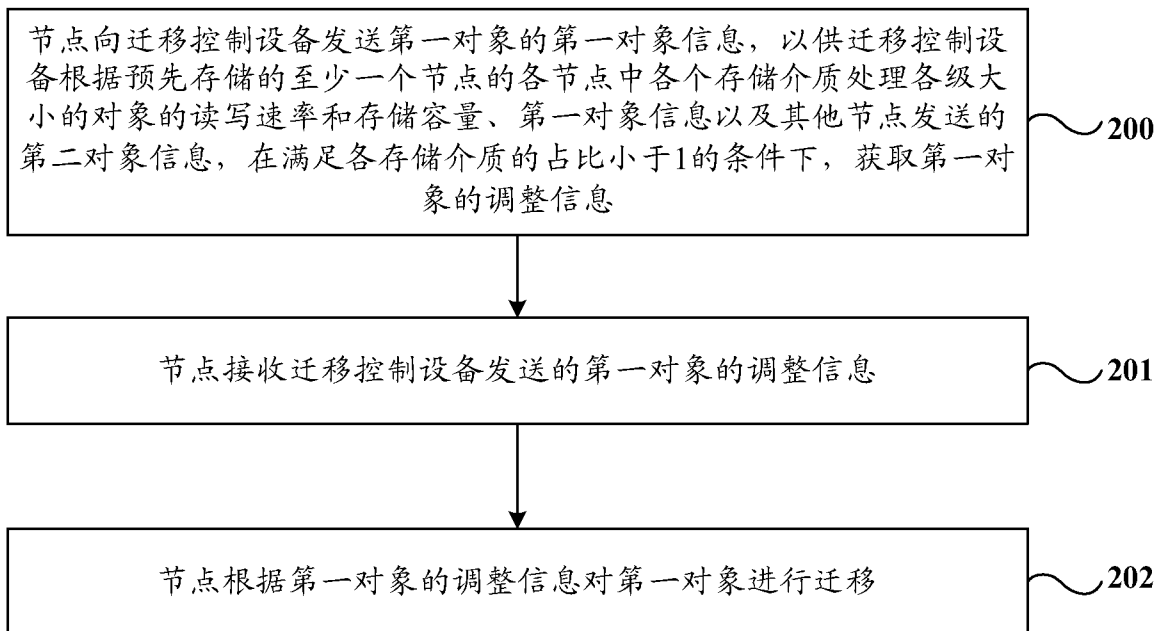 节点向迁移控制设备发送第一对象的第一对象信息，以供迁移控制设
备根据预先存储的至少一个节点的各节点中各个存储介质处理各级大
小的对象的读写速率和存储容量、第一对象信息以及其他节点发送的
第二对象信息，在满足各存储介质的占比小于1的条件下，获取第一对
象的调整信息
200
节点接收迁移控制设备发送的第一对象的调整信息
201
节点根据第一对象的调整信息对第一对象进行迁移
202